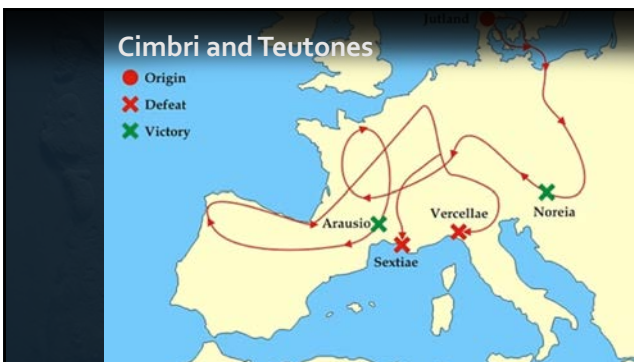 Jutland
Cimbri and Teutones
Origin
Defeat
Victory
Arausio
Vercellae
Noreia
Sextiae